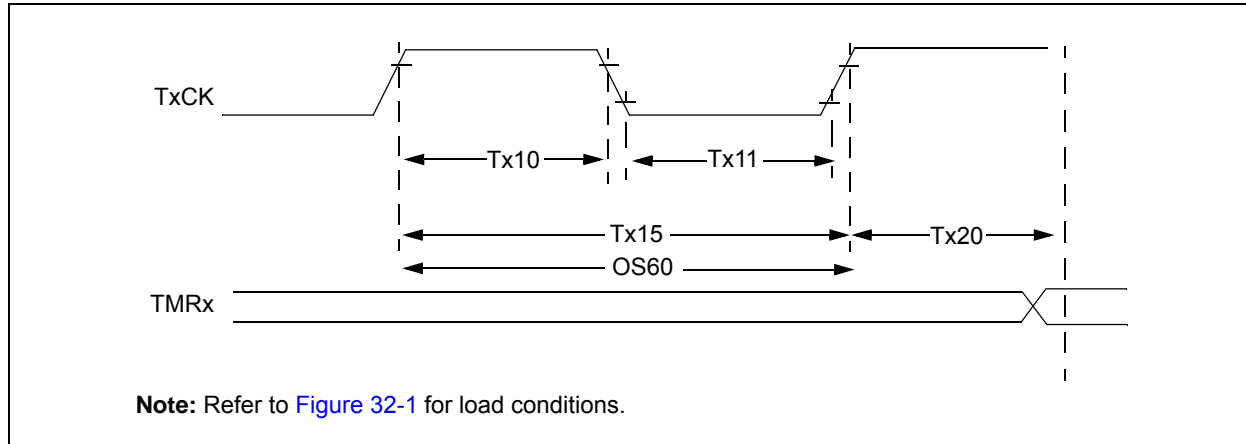 TxCK
Tx10
Tx11
Tx15
Tx20
OS60
TMRx
Note: Refer to Figure 32-1 for load conditions.